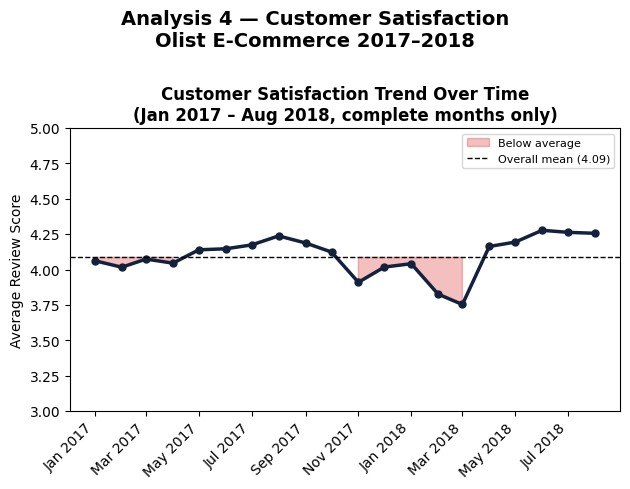 Analysis 4 — Customer Satisfaction
Olist E-Commerce 2017–2018
Customer Satisfaction Trend Over Time
(Jan 2017 – Aug 2018, complete months only)
Below average
Overall mean (4.09)
Average Review Score
5.00
4.75
4.50
4.25
4.00
3.75
3.50
3.25
3.00
Jan 2017
Mar 2017
May 2017
Jul 2017
Sep 2017
Nov 2017
Jan 2018
Mar 2018
May 2018
Jul 2018